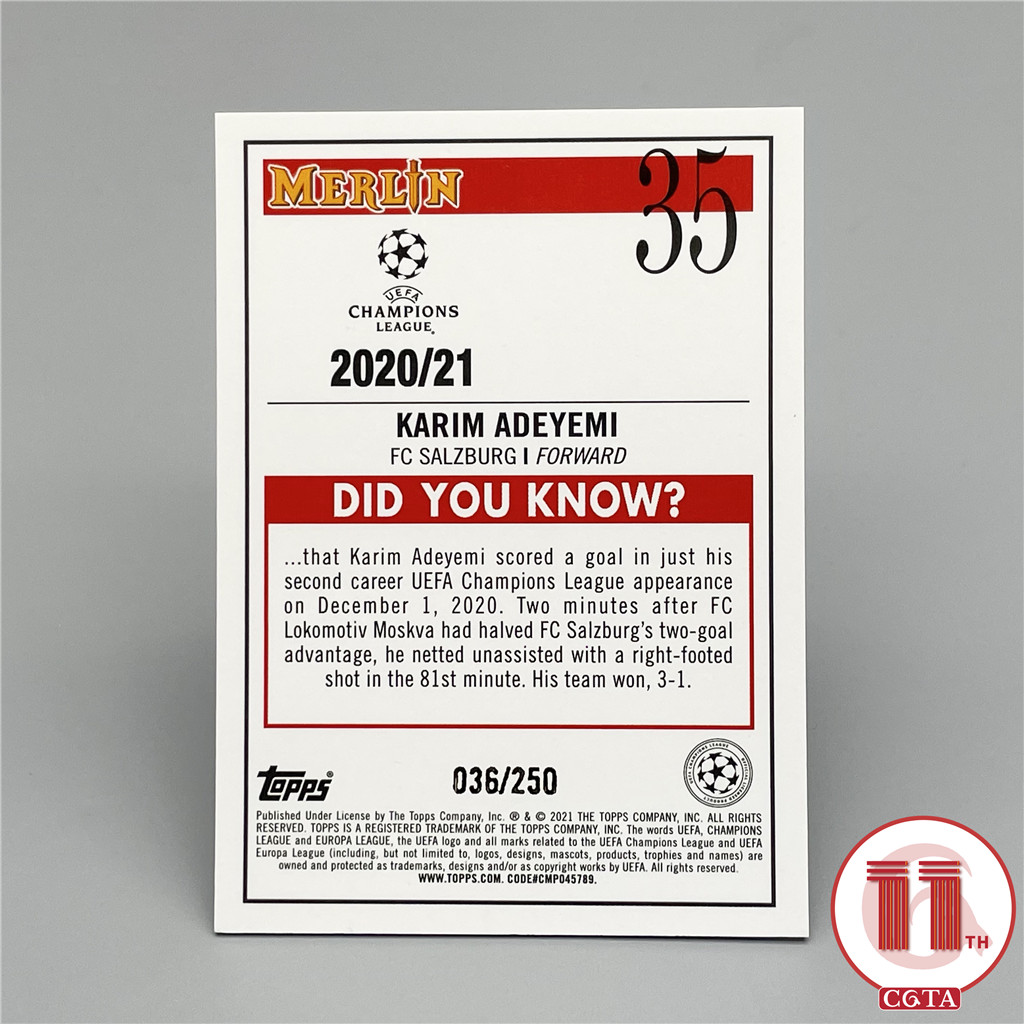 MERLIN
35
UEFA
CHAMPIONS
LEAGUE®
2020/21
KARIM ADEYEMI
FC SALZBURG I FORWARD
DID YOU KNOW?
...that Karim Adeyemi scored a goal in just his
second career UEFA Champions League appearance
on December 1, 2020. Two minutes after FC
Lokomotiv Moskva had halved FC Salzburg's two-goal
advantage, he netted unassisted with a right-footed
shot in the 81st minute. His team won, 3-1.
topps®
036/250
Published Under License by The Topps Company, Inc. ® & © 2021 THE TOPPS COMPANY, INC. ALL RIGHTS
RESERVED. TOPPS IS A REGISTERED TRADEMARK OF THE TOPPS COMPANY, INC. The words UEFA, CHAMPIONS
LEAGUE and EUROPA LEAGUE, the UEFA logo and all marks related to the UEFA Champions League and UEFA
Europa League (including, but not limited to, logos, designs, mascots, products, trophies and names) are
owned and protected as trademarks, designs and/or as copyright works by UEFA. All rights reserved.
WWW.TOPPS.COM. CODE#CMP045789.
11TH
CGTA